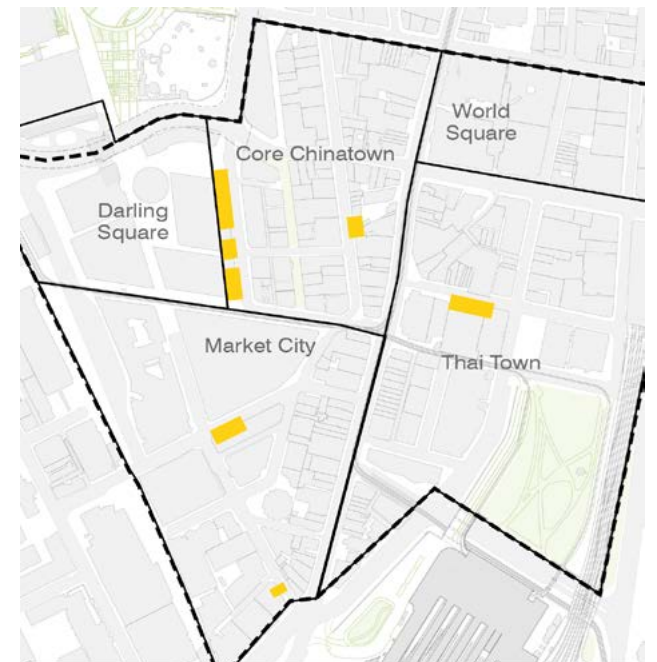 World
Square
Core Chinatown
Darling
Square
Market City
Thai Town